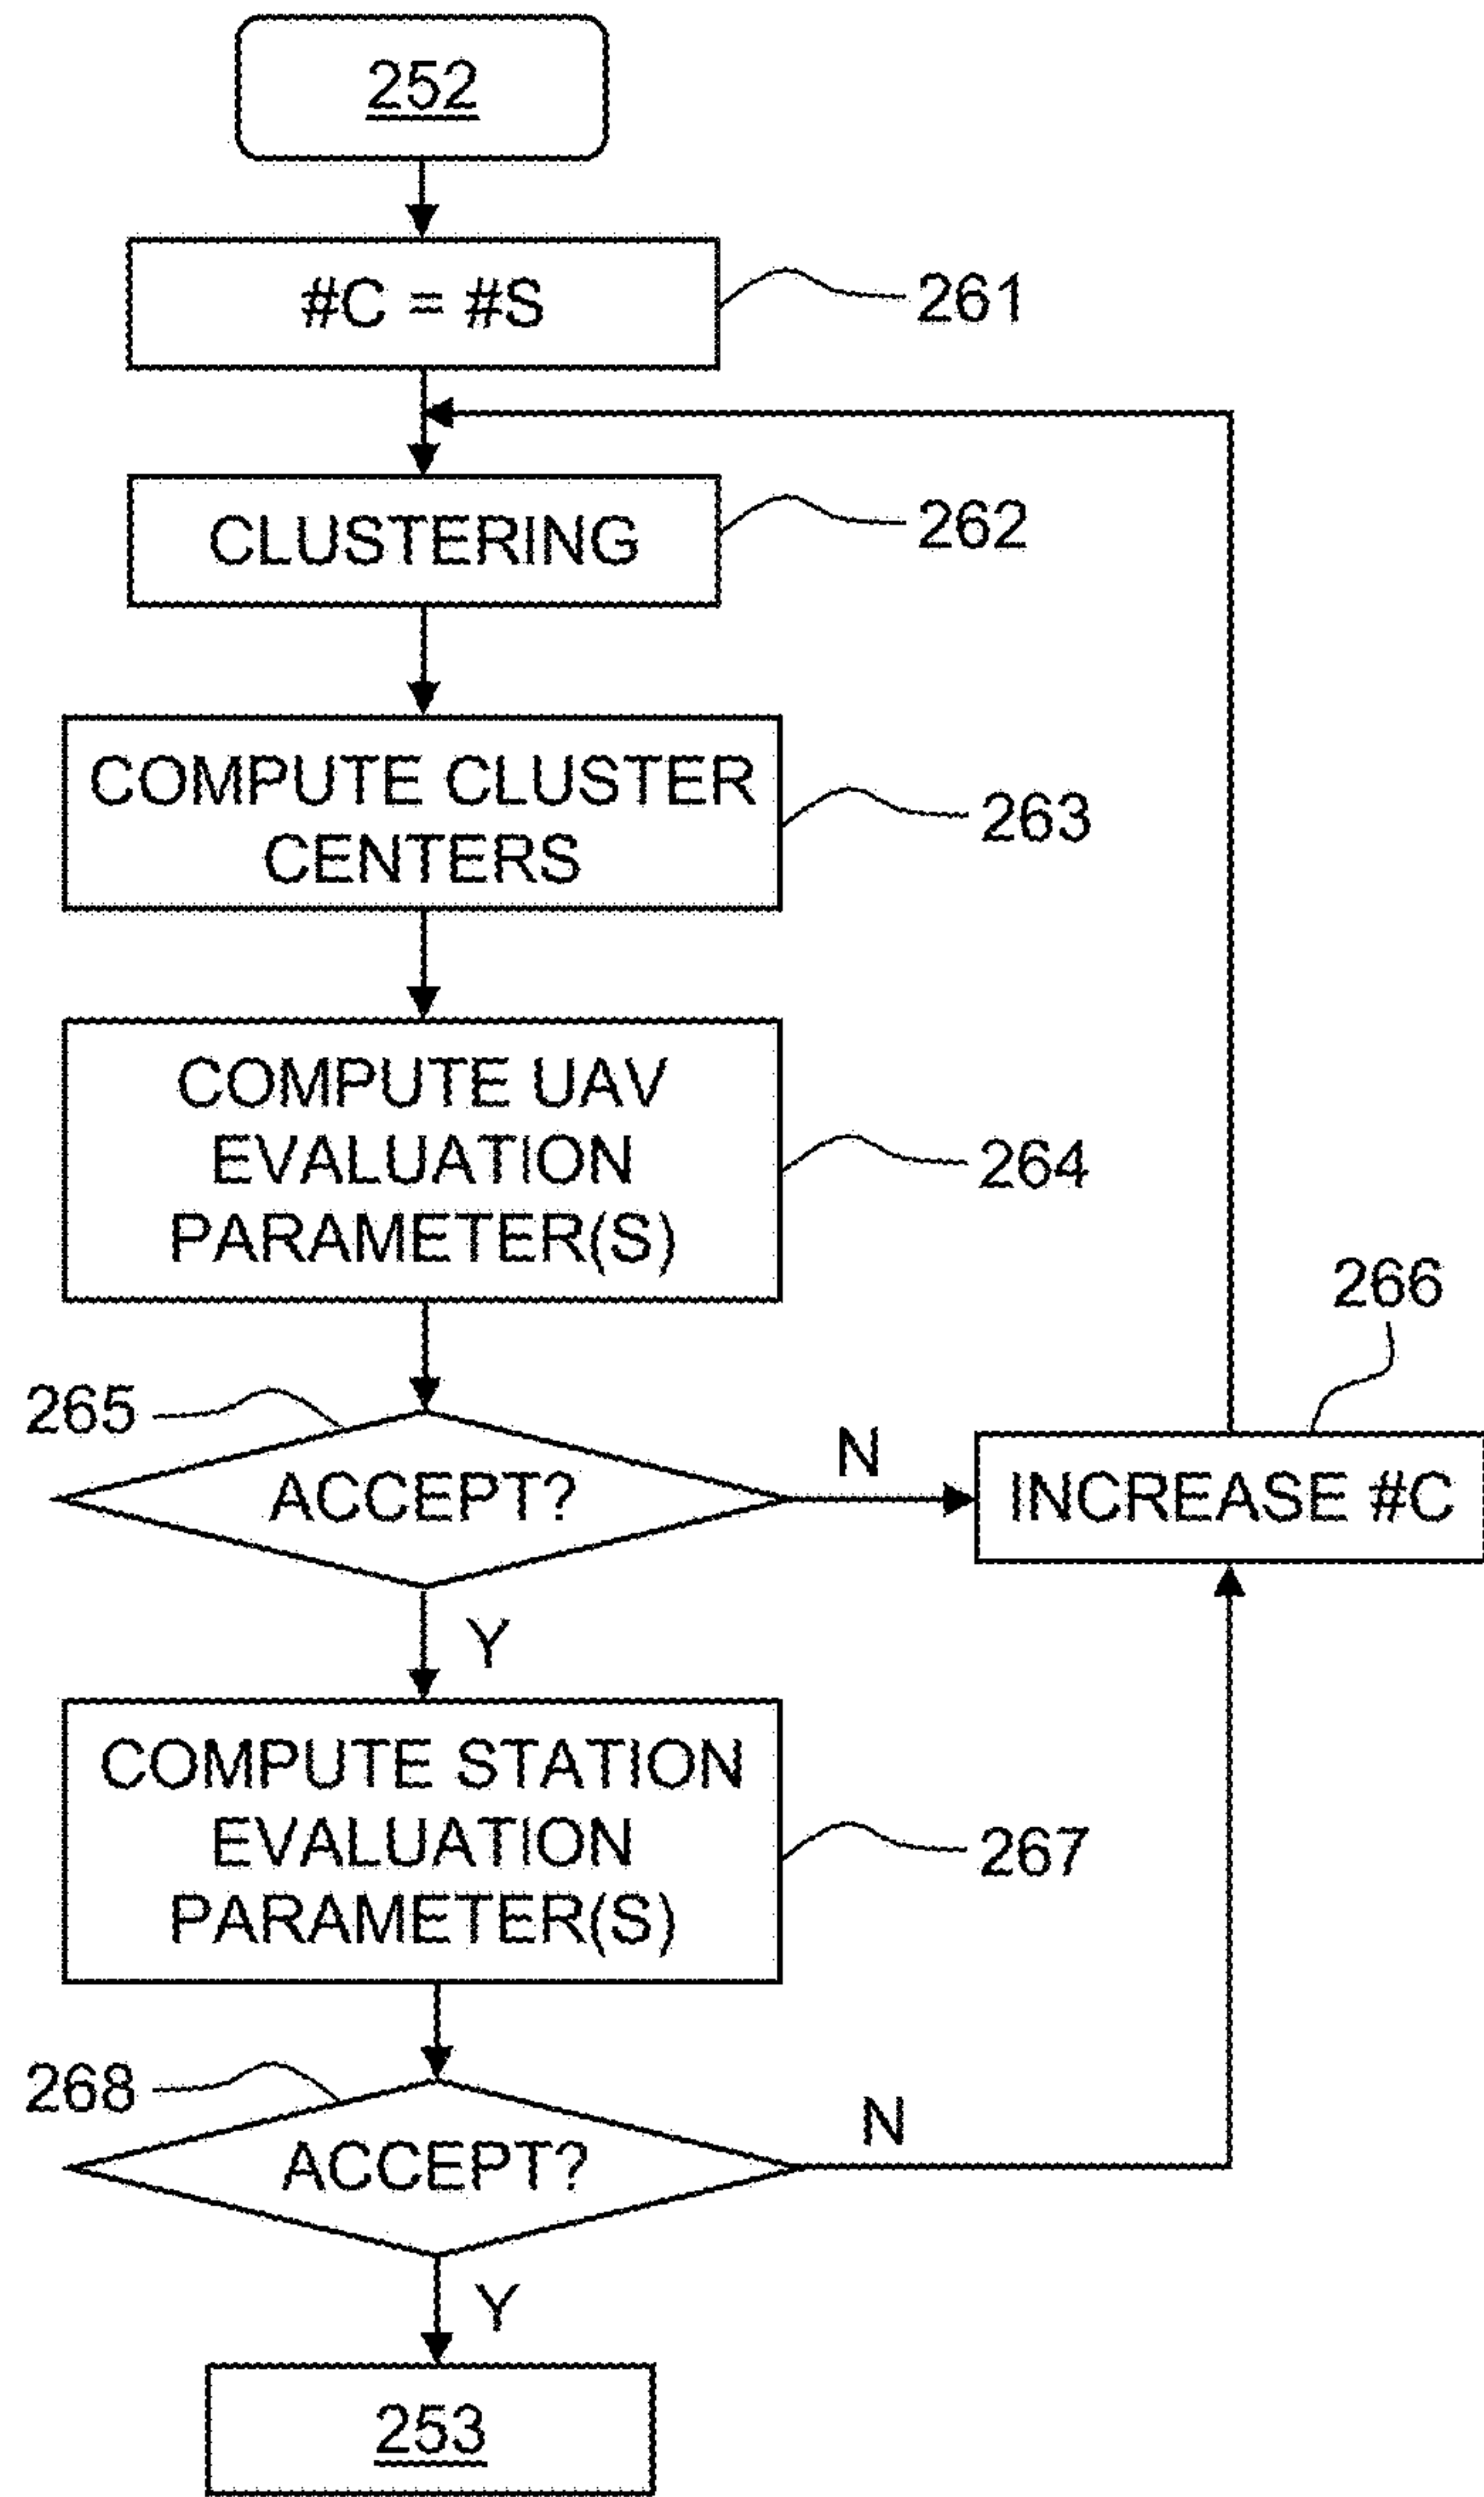 252
#C = #S
261
CLUSTERING
262
COMPUTE CLUSTER
CENTERS
263
COMPUTE UAV
EVALUATION
PARAMETER(S)
264
266
265
ACCEPT?
N
INCREASE #C
Y
COMPUTE STATION
EVALUATION
PARAMETER(S)
267
268
ACCEPT?
N
Y
253